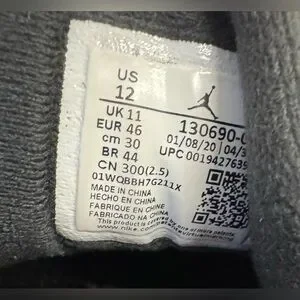 US
12
UK 11
EUR 46
cm 30
BR 44
CN 300(2.5)
01WQBBH7G211X
MADE IN CHINA
HECHO EN CHINA
FABRIQUE EN CHINE
FABRICADO NA CHINA
130690-0
01/08/20 04/3
UPC 0019427639